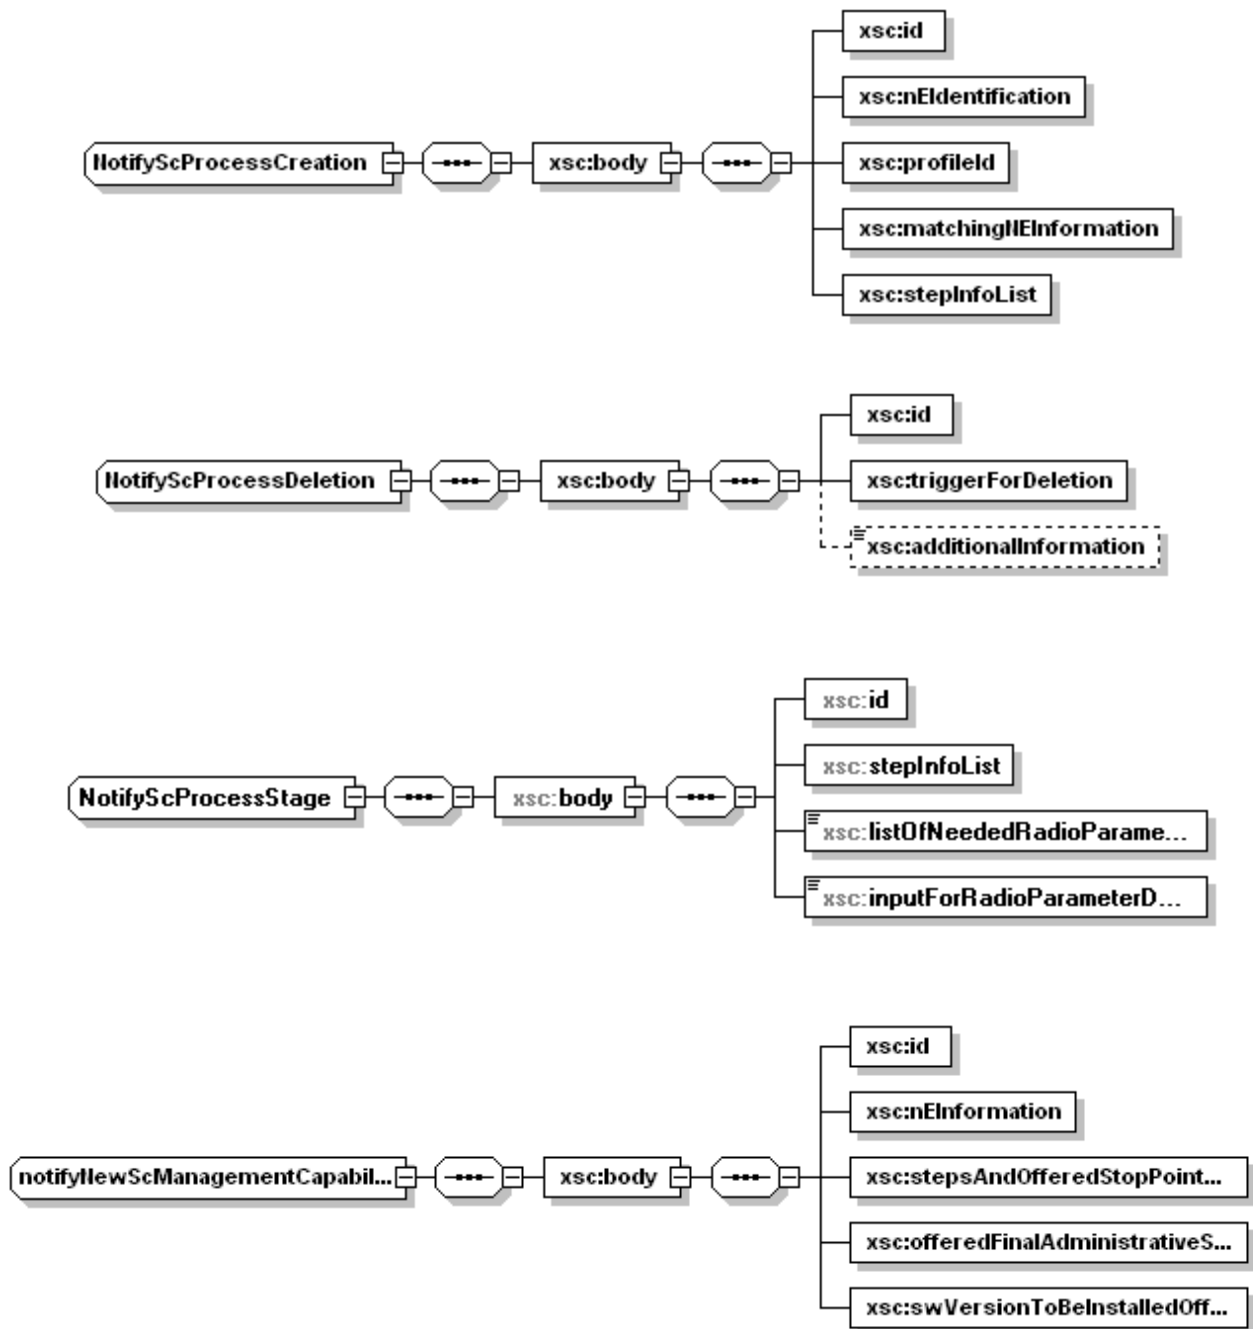 xsc:id
xsc:nEIdentification
NotifyScProcessCreation
xsc:body
xsc:profileId
xsc:matchingNEInformation
xsc:stepInfoList
xsc:id
NotifyScProcessDeletion
xsc:body
xsc:triggerForDeletion
xsc:additionalInformation
xsc:id
xsc:stepInfoList
NotifyScProcessStage
xsc:body
xsc:listOfNeededRadioParame...
xsc:inputForRadioParameterD...
xsc:id
xsc:nEInformation
notifyNewScManagementCapabil...
xsc:body
xsc:stepsAndOfferedStopPoint...
xsc:offeredFinalAdministrativeS...
xsc:swVersionToBeInstalledOff...